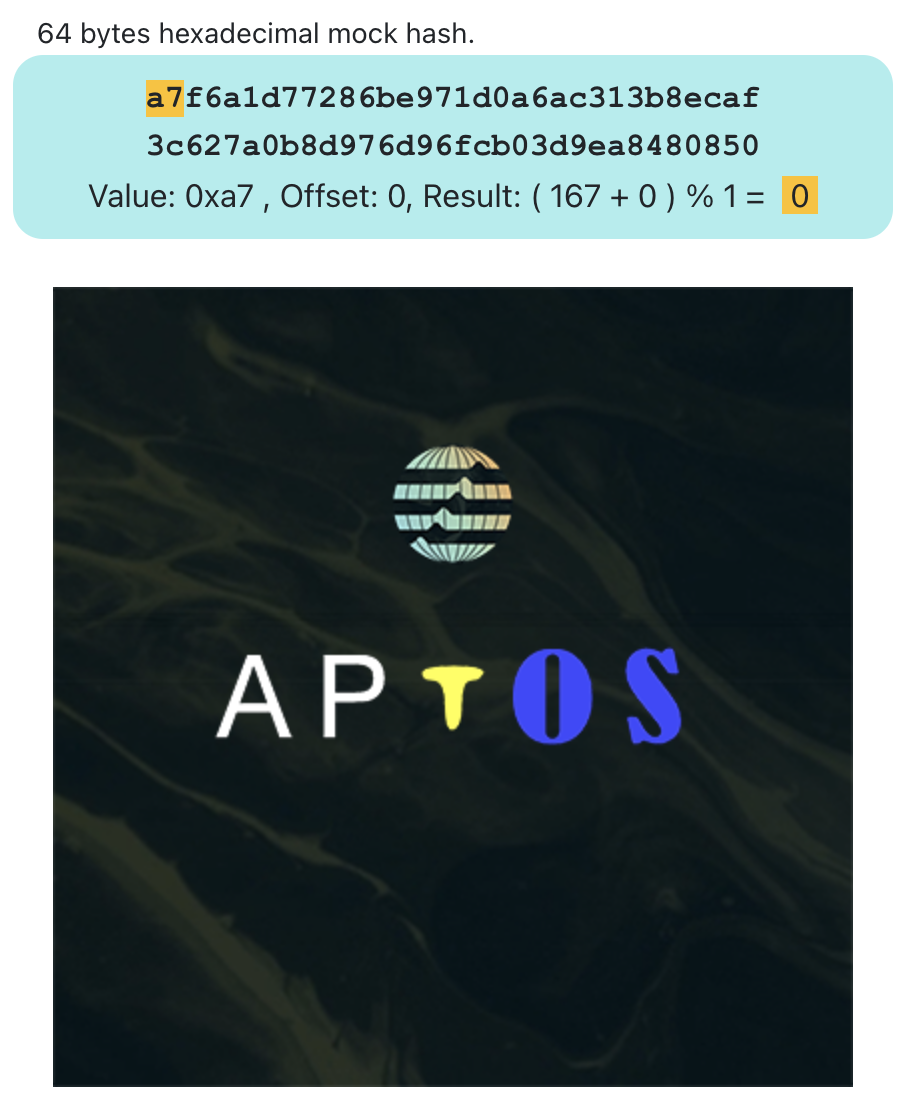 64 bytes hexadecimal mock hash.
a7f6a1d77286be971d0a6ac313b8ecaf
3c627a0b8d976d96fcb03d9ea8480850
Value: 0xa7 , Offset: 0, Result: ( 167 + 0 ) % 1 = 0
APTOS